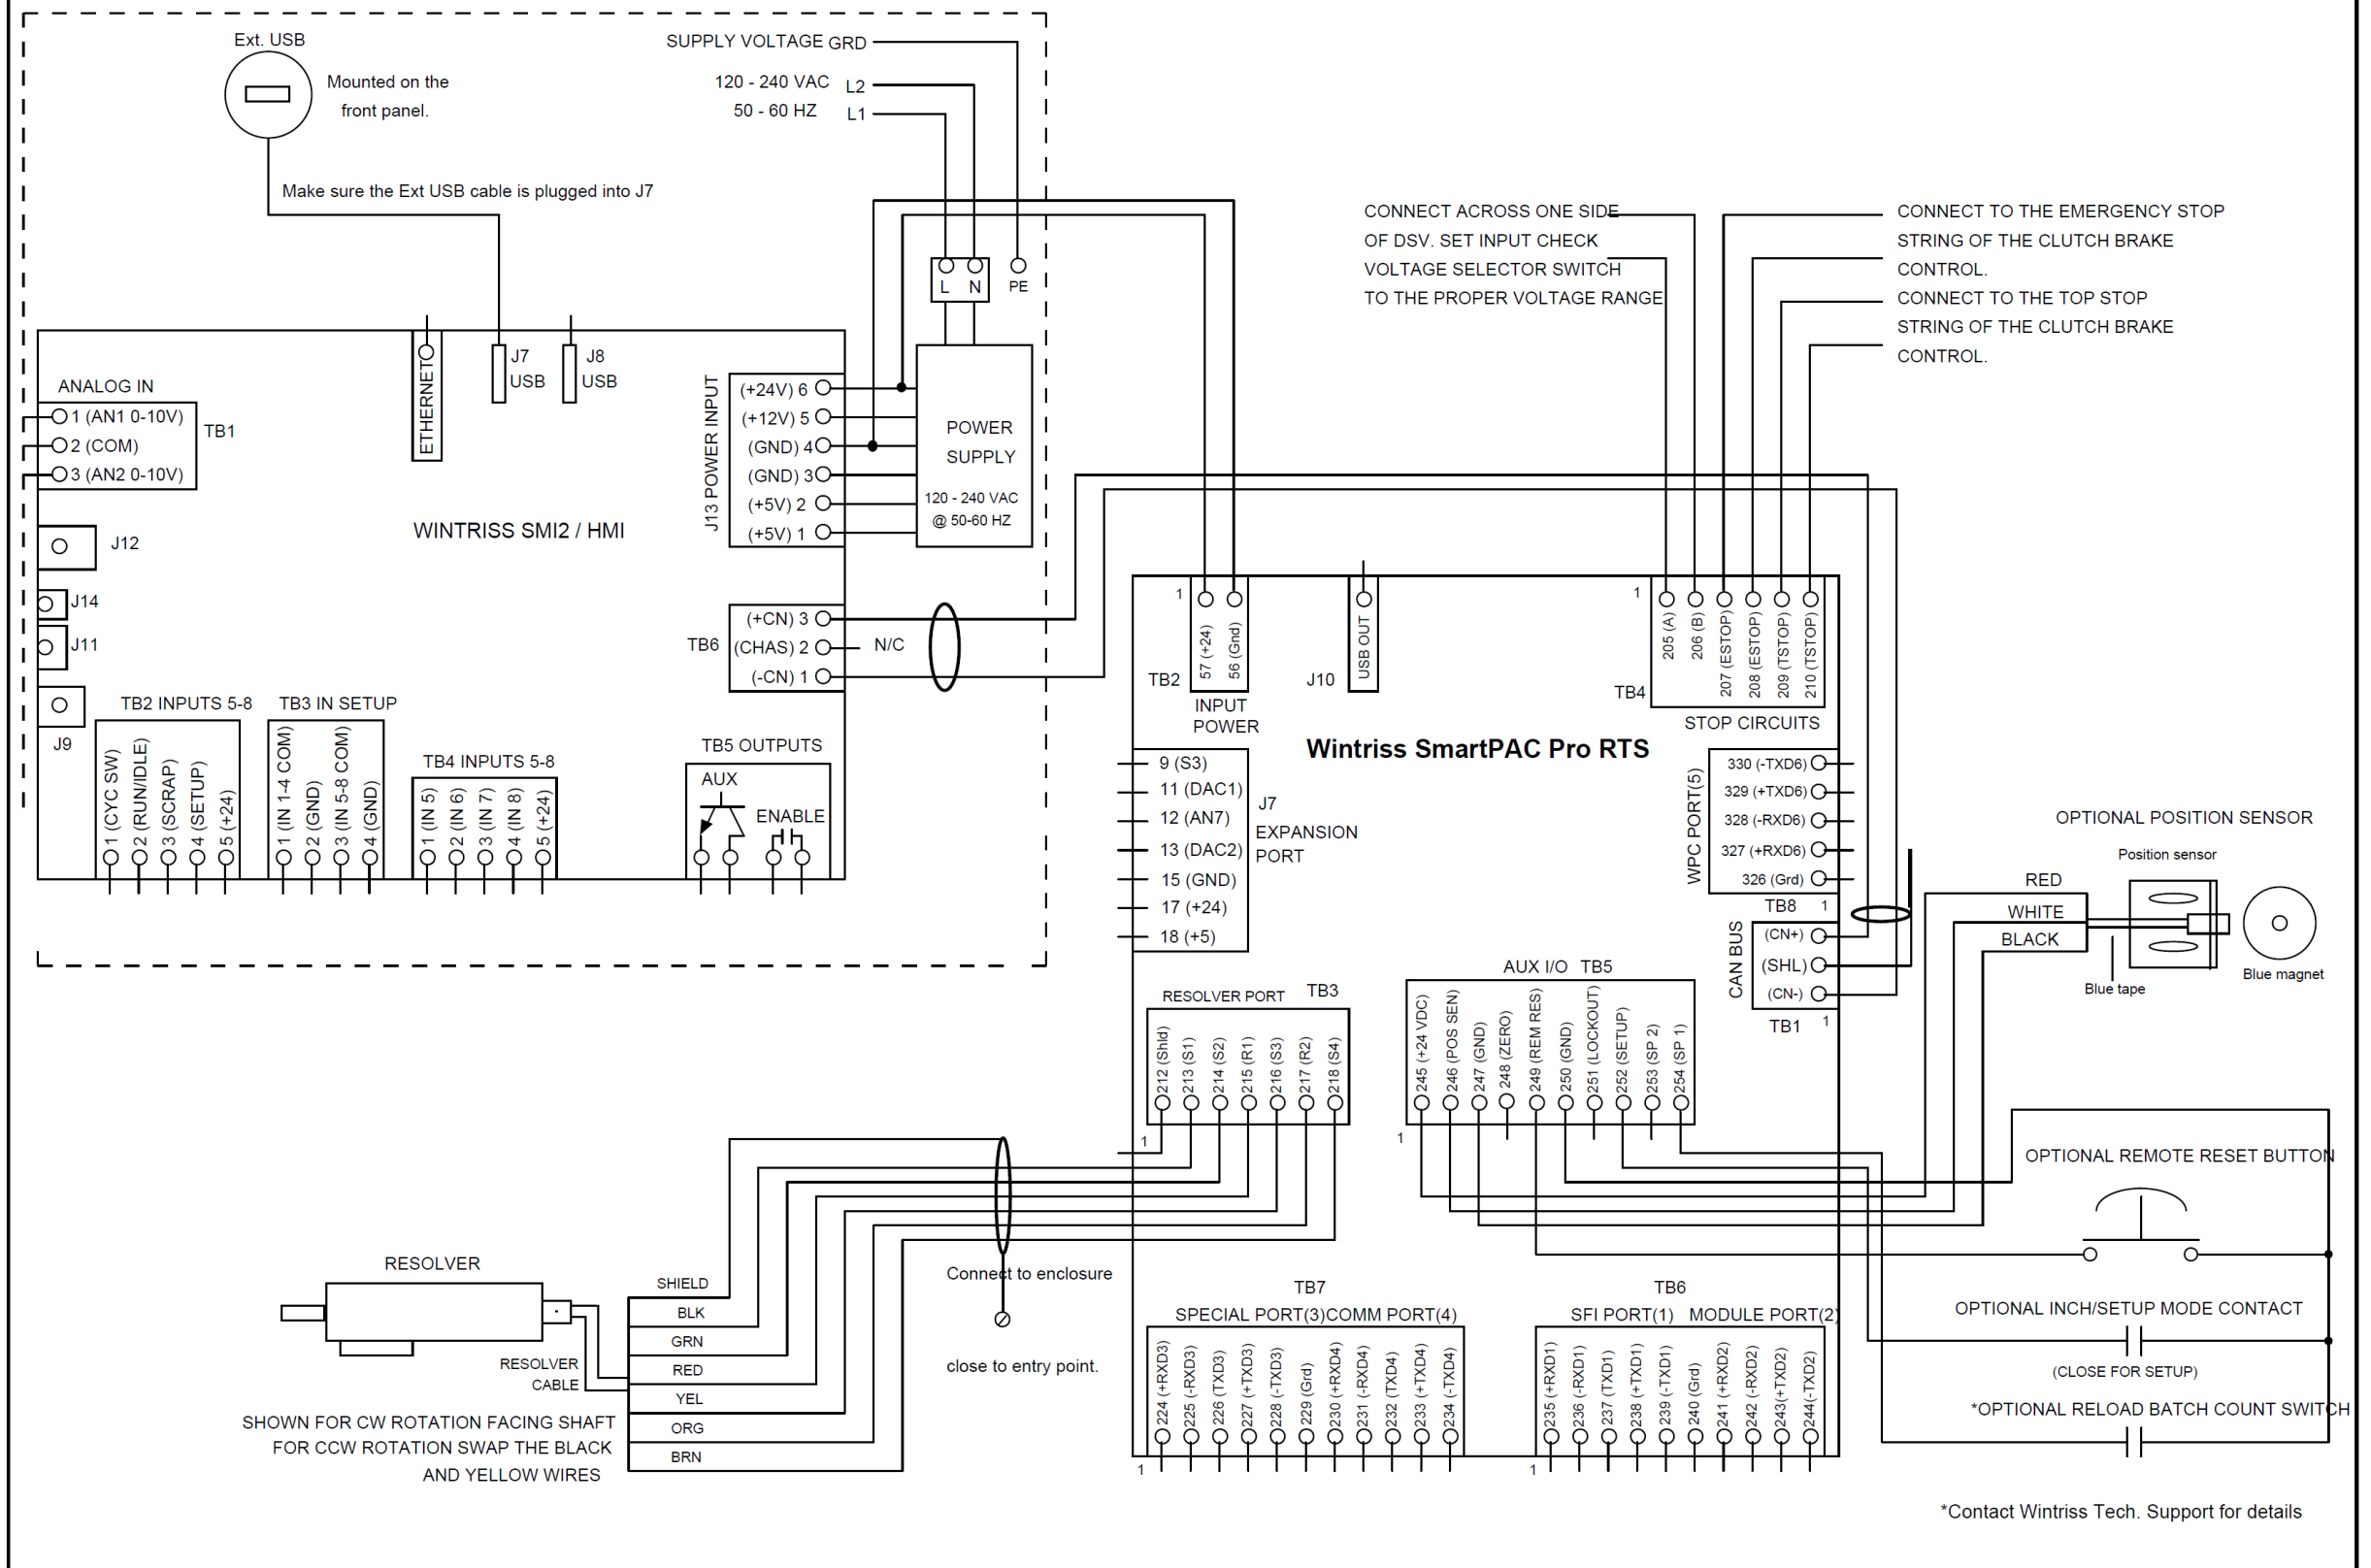 Ext. USB
Mounted on the
front panel.
Make sure the Ext USB cable is plugged into J7
SUPPLY VOLTAGE GRD
120 - 240 VAC L2
50 - 60 HZ L1
L N PE
ETHERNET
J7
USB
J8
USB
ANALOG IN
1 (AN1 0-10V)
2 (COM)
3 (AN2 0-10V)
TB1
J12
J14
J11
J9
WINTRISS SMI2 / HMI
J13 POWER INPUT
(+24V) 6
(+12V) 5
(GND) 4
(GND) 3
(+5V) 2
(+5V) 1
POWER
SUPPLY
120 - 240 VAC
@ 50-60 HZ
TB6
(+CN) 3
(CHAS) 2
(-CN) 1
N/C
TB2 INPUTS 5-8
1 (CYC SW)
2 (RUN/IDLE)
3 (SCRAP)
4 (SETUP)
5 (+24)
TB3 IN SETUP
1 (IN 1-4 COM)
2 (GND)
3 (IN 5-8 COM)
4 (GND)
TB4 INPUTS 5-8
1 (IN 5)
2 (IN 6)
3 (IN 7)
4 (IN 8)
5 (+24)
TB5 OUTPUTS
AUX
ENABLE
CONNECT ACROSS ONE SIDE
OF DSV. SET INPUT CHECK
VOLTAGE SELECTOR SWITCH
TO THE PROPER VOLTAGE RANGE
CONNECT TO THE EMERGENCY STOP
STRING OF THE CLUTCH BRAKE
CONTROL.
CONNECT TO THE TOP STOP
STRING OF THE CLUTCH BRAKE
CONTROL.
1
57 (+24)
56 (Gnd)
TB2
INPUT
POWER
USB OUT
J10
1
205 (A)
206 (B)
207 (ESTOP)
208 (ESTOP)
209 (TSTOP)
210 (TSTOP)
TB4
STOP CIRCUITS
Wintriss SmartPAC Pro RTS
9 (S3)
11 (DAC1)
12 (AN7)
13 (DAC2)
15 (GND)
17 (+24)
18 (+5)
J7
EXPANSION
PORT
WPC PORT(5)
330 (-TXD6)
329 (+TXD6)
328 (-RXD6)
327 (+RXD6)
326 (Grd)
TB8 1
CAN BUS
(CN+)
(SHL)
(CN-)
TB1 1
OPTIONAL POSITION SENSOR
Position sensor
RED
WHITE
BLACK
Blue tape
Blue magnet
RESOLVER PORT TB3
212 (Shld)
213 (S1)
214 (S2)
215 (R1)
216 (S3)
217 (R2)
218 (S4)
1
AUX I/O TB5
245 (+24 VDC)
246 (POS SEN)
247 (GND)
248 (ZERO)
249 (REM RES)
250 (GND)
251 (LOCKOUT)
252 (SETUP)
253 (SP 2)
254 (SP 1)
1
OPTIONAL REMOTE RESET BUTTON
OPTIONAL INCH/SETUP MODE CONTACT
(CLOSE FOR SETUP)
*OPTIONAL RELOAD BATCH COUNT SWITCH
RESOLVER
RESOLVER
CABLE
SHIELD
BLK
GRN
RED
YEL
ORG
BRN
SHOWN FOR CW ROTATION FACING SHAFT
FOR CCW ROTATION SWAP THE BLACK
AND YELLOW WIRES
Connect to enclosure
close to entry point.
TB7
SPECIAL PORT(3)COMM PORT(4)
224 (+RXD3)
225 (-RXD3)
226 (TXD3)
227 (+TXD3)
228 (-TXD3)
229 (Grd)
230 (+RXD4)
231 (-RXD4)
232 (TXD4)
233 (+TXD4)
234 (-TXD4)
1
TB6
SFI PORT(1) MODULE PORT(2)
235 (+RXD1)
236 (-RXD1)
237 (TXD1)
238 (+TXD1)
239 (-TXD1)
240 (Grd)
241 (+RXD2)
242 (-RXD2)
243(+TXD2)
244(-TXD2)
1
*Contact Wintriss Tech. Support for details